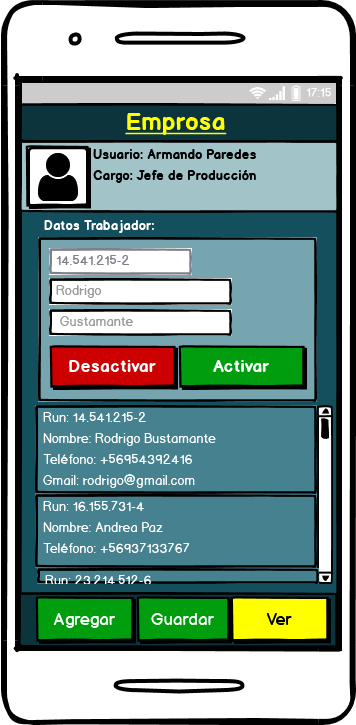 17:15
Emprosa
Usuario: Armando Paredes
Cargo: Jefe de Producción
Datos Trabajador:
14.541.215-2
Rodrigo
Gustamante
Desactivar Activar
Run: 14.541.215-2
Nombre: Rodrigo Bustamante
Teléfono: +56954392416
Gmail: rodrigo@gmail.com
Run: 16.155.731-4
Nombre: Andrea Paz
Teléfono: +56937133767
Run: 23.214.512-6
Agregar Guardar Ver